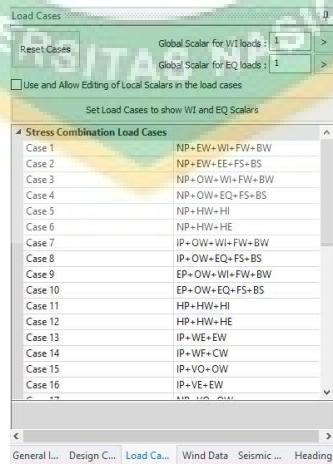 Load Cases
Reset Cases
Global Scalar for WI loads : 1 >
Global Scalar for EQ loads : 1 >
Use and Allow Editing of Local Scalars in the load cases
Set Load Cases to show WI and EQ Scalars
Stress Combination Load Cases
Case 1 NP+EW+WI+FW+BW
Case 2 NP+EW+EE+FS+BS
Case 3 NP+OW+WI+FW+BW
Case 4 NP+OW+EQ+FS+BS
Case 5 NP+HW+HI
Case 6 NP+HW+HE
Case 7 IP+OW+WI+FW+BW
Case 8 IP+OW+EQ+FS+BS
Case 9 EP+OW+WI+FW+BW
Case 10 EP+OW+EQ+FS+BS
Case 11 HP+HW+HI
Case 12 HP+HW+HE
Case 13 IP+WE+EW
Case 14 IP+WF+CW
Case 15 IP+VO+OW
Case 16 IP+VE+EW
Case 17 NP+VO+OW
< >
General I... Design C... Load Ca... Wind Data Seismic ... Heading